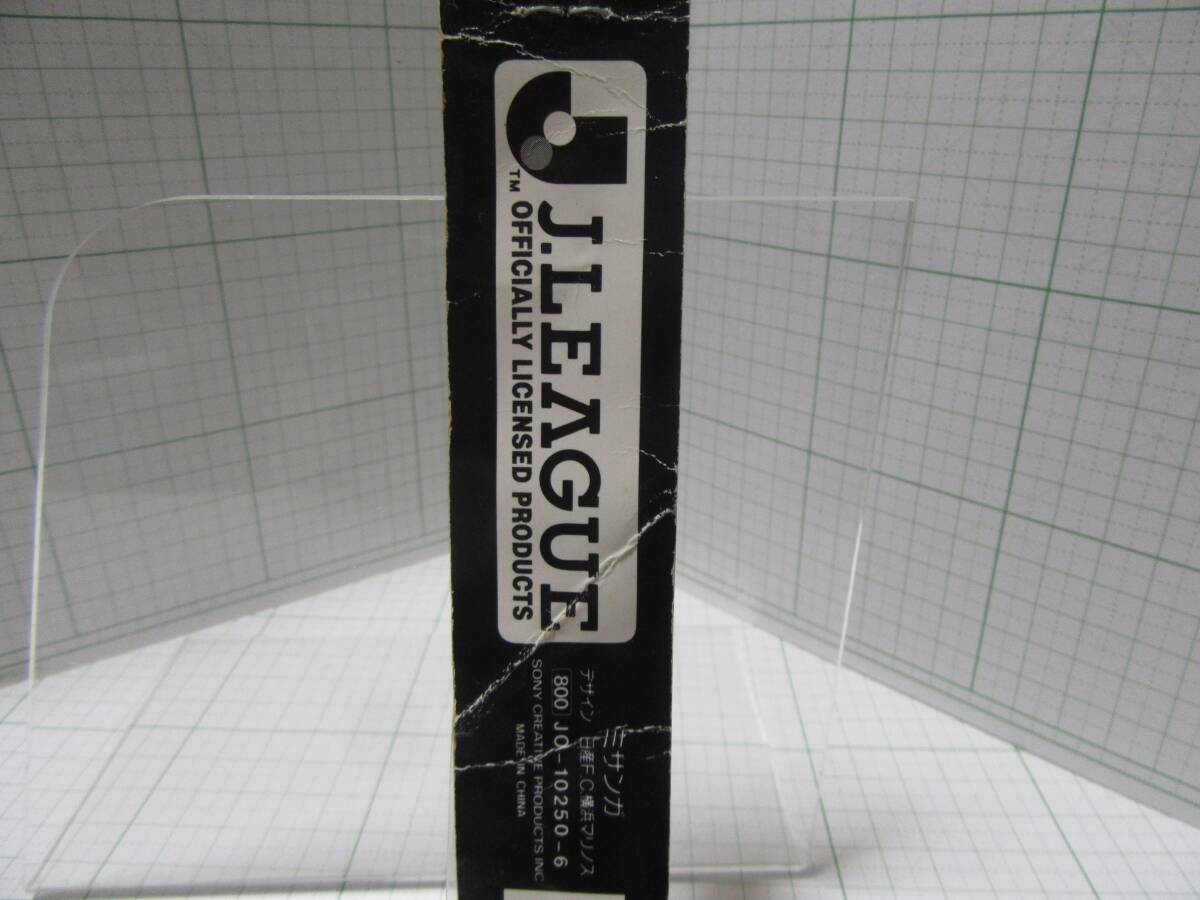 J.LEAGUE
™ OFFICIALLY LICENSED PRODUCTS
ミサンガ
デザイン 日産FC横浜マリノス
800 JO-10250-6
SONY CREATIVE PRODUCTS INC
MADE IN CHINA